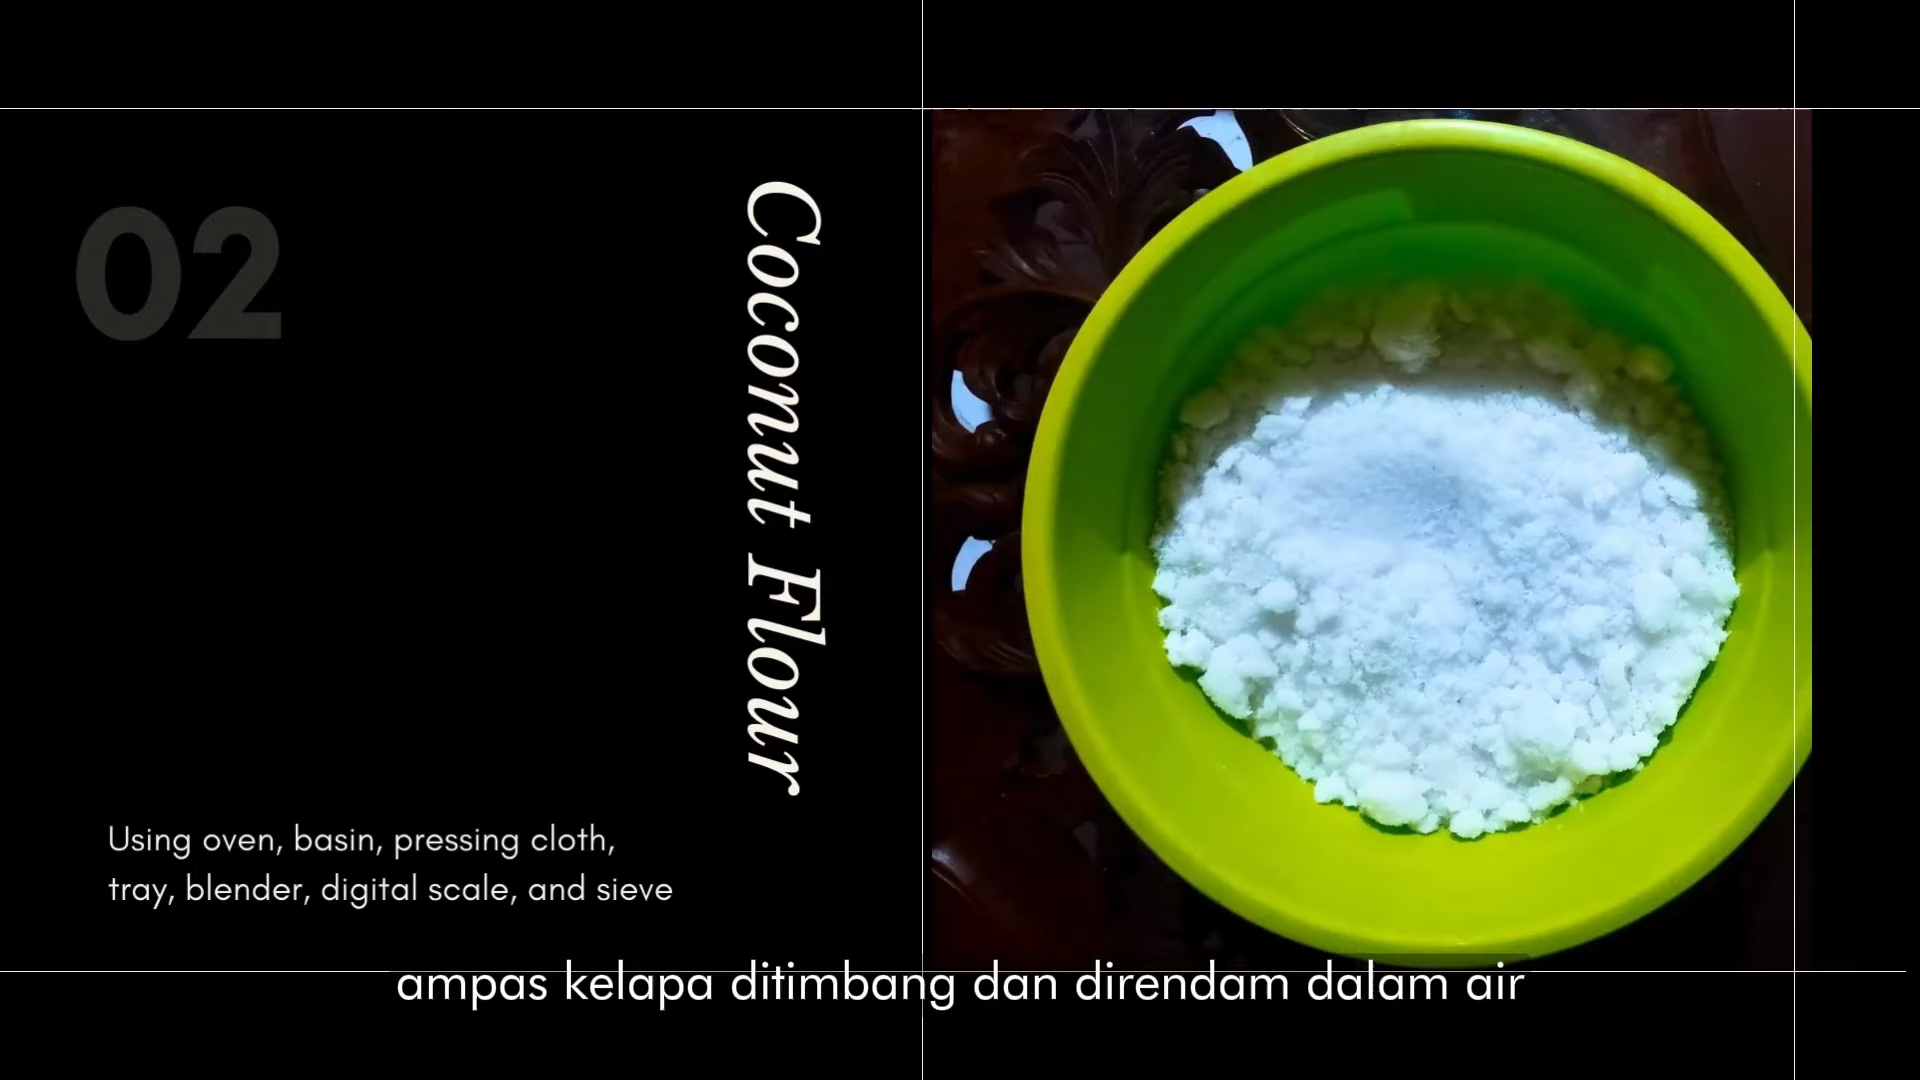 02
Coconut Flour
Using oven, basin, pressing cloth,
tray, blender, digital scale, and sieve
ampas kelapa ditimbang dan direndam dalam air